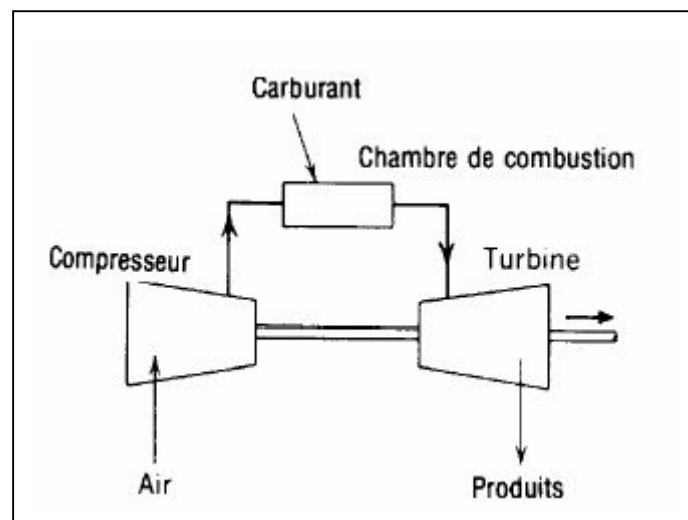 Carburant
Chambre de combustion
Compresseur
Turbine
Air
Produits